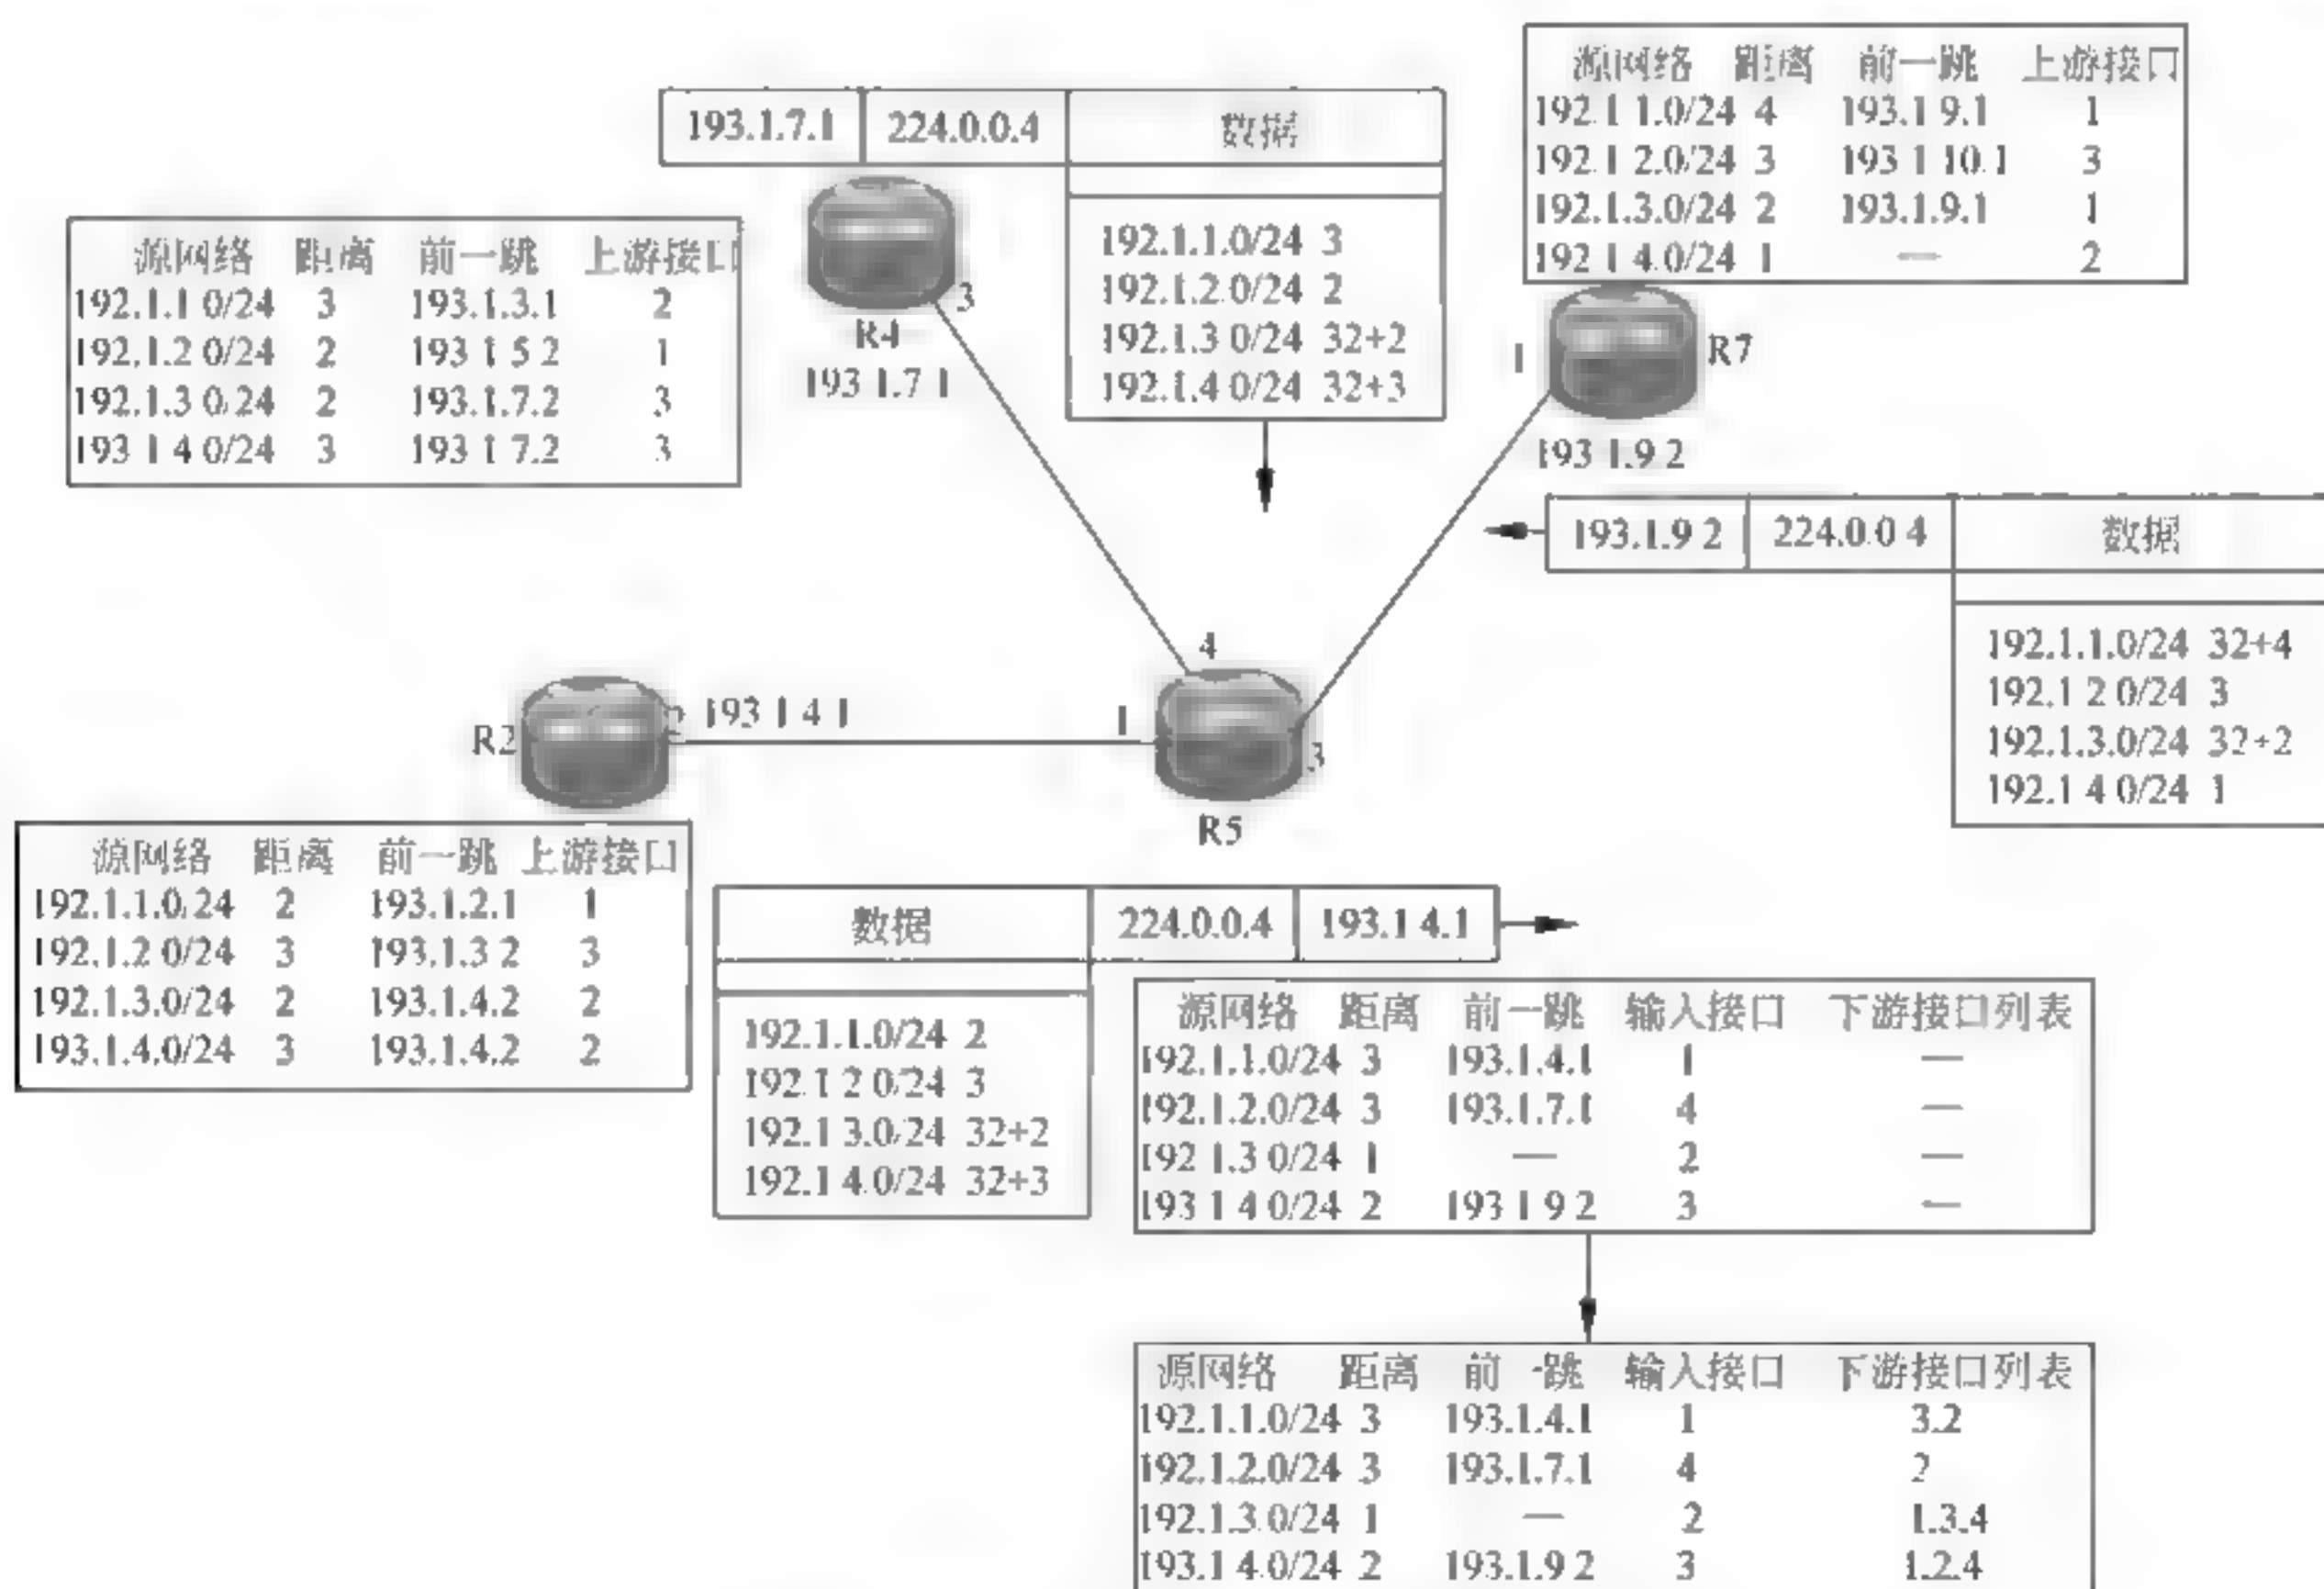 193.1.7.1 224.0.0.4 数据
192.1.1.0/24 3
192.1.2.0/24 2
192.1.3 0/24 32+2
192.1.4 0/24 32+3
源网络 距离 前一跳 上游接口
192.1 1.0/24 4 193.1 9.1 1
192.1 2.0/24 3 193 1 10.1 3
192.1.3.0/24 2 193.1.9.1 1
192 1 4.0/24 1 — 2
源网络 距离 前一跳 上游接口
192.1.1 0/24 3 193.1.3.1 2
192.1.2 0/24 2 193 1 5 2 1
192.1.3 0/24 2 193.1.7.2 3
193 1 4 0/24 3 193 1 7.2 3
3
R4
193 1.7 1
1
R7
193 1.9 2
193.1.9 2 224.0.0 4 数据
192.1.1.0/24 32+4
192.1 2 0/24 3
192.1.3.0/24 32+2
192.1 4 0/24 1
4
R2
2
193 1 4 1
1
3
R5
源网络 距离 前一跳 上游接口
192.1.1.0/24 2 193.1.2.1 1
192.1.2 0/24 3 193.1.3 2 3
192.1.3.0/24 2 193.1.4.2 2
193.1.4.0/24 3 193.1.4.2 2
数据 224.0.0.4 193.1 4.1
192.1.1.0/24 2
192.1 2 0/24 3
192.1 3.0/24 32+2
192.1 4.0/24 32+3
源网络 距离 前一跳 输入接口 下游接口列表
192.1.1.0/24 3 193.1.4.1 1 —
192.1.2.0/24 3 193.1.7.1 4 —
192 1.3 0/24 1 — 2 —
193 1 4 0/24 2 193 1 9 2 3 —
源网络 距离 前一跳 输入接口 下游接口列表
192.1.1.0/24 3 193.1.4.1 1 3.2
192.1.2.0/24 3 193.1.7.1 4 2
192.1.3.0/24 1 — 2 1.3.4
193.1 4.0/24 2 193.1.9 2 3 1.2.4